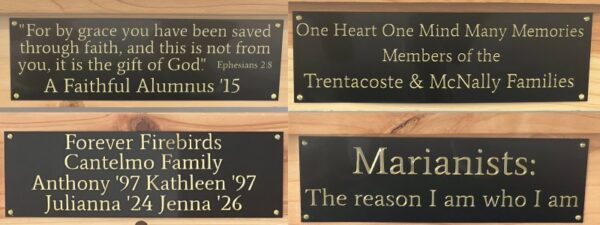 "For by grace you have been saved
through faith, and this is not from
you, it is the gift of God." Ephesians 2:8
A Faithful Alumnus '15
One Heart One Mind Many Memories
Members of the
Trentacoste & McNally Families
Forever Firebirds
Cantelmo Family
Anthony '97 Kathleen '97
Julianna '24 Jenna '26
Marianists:
The reason I am who I am